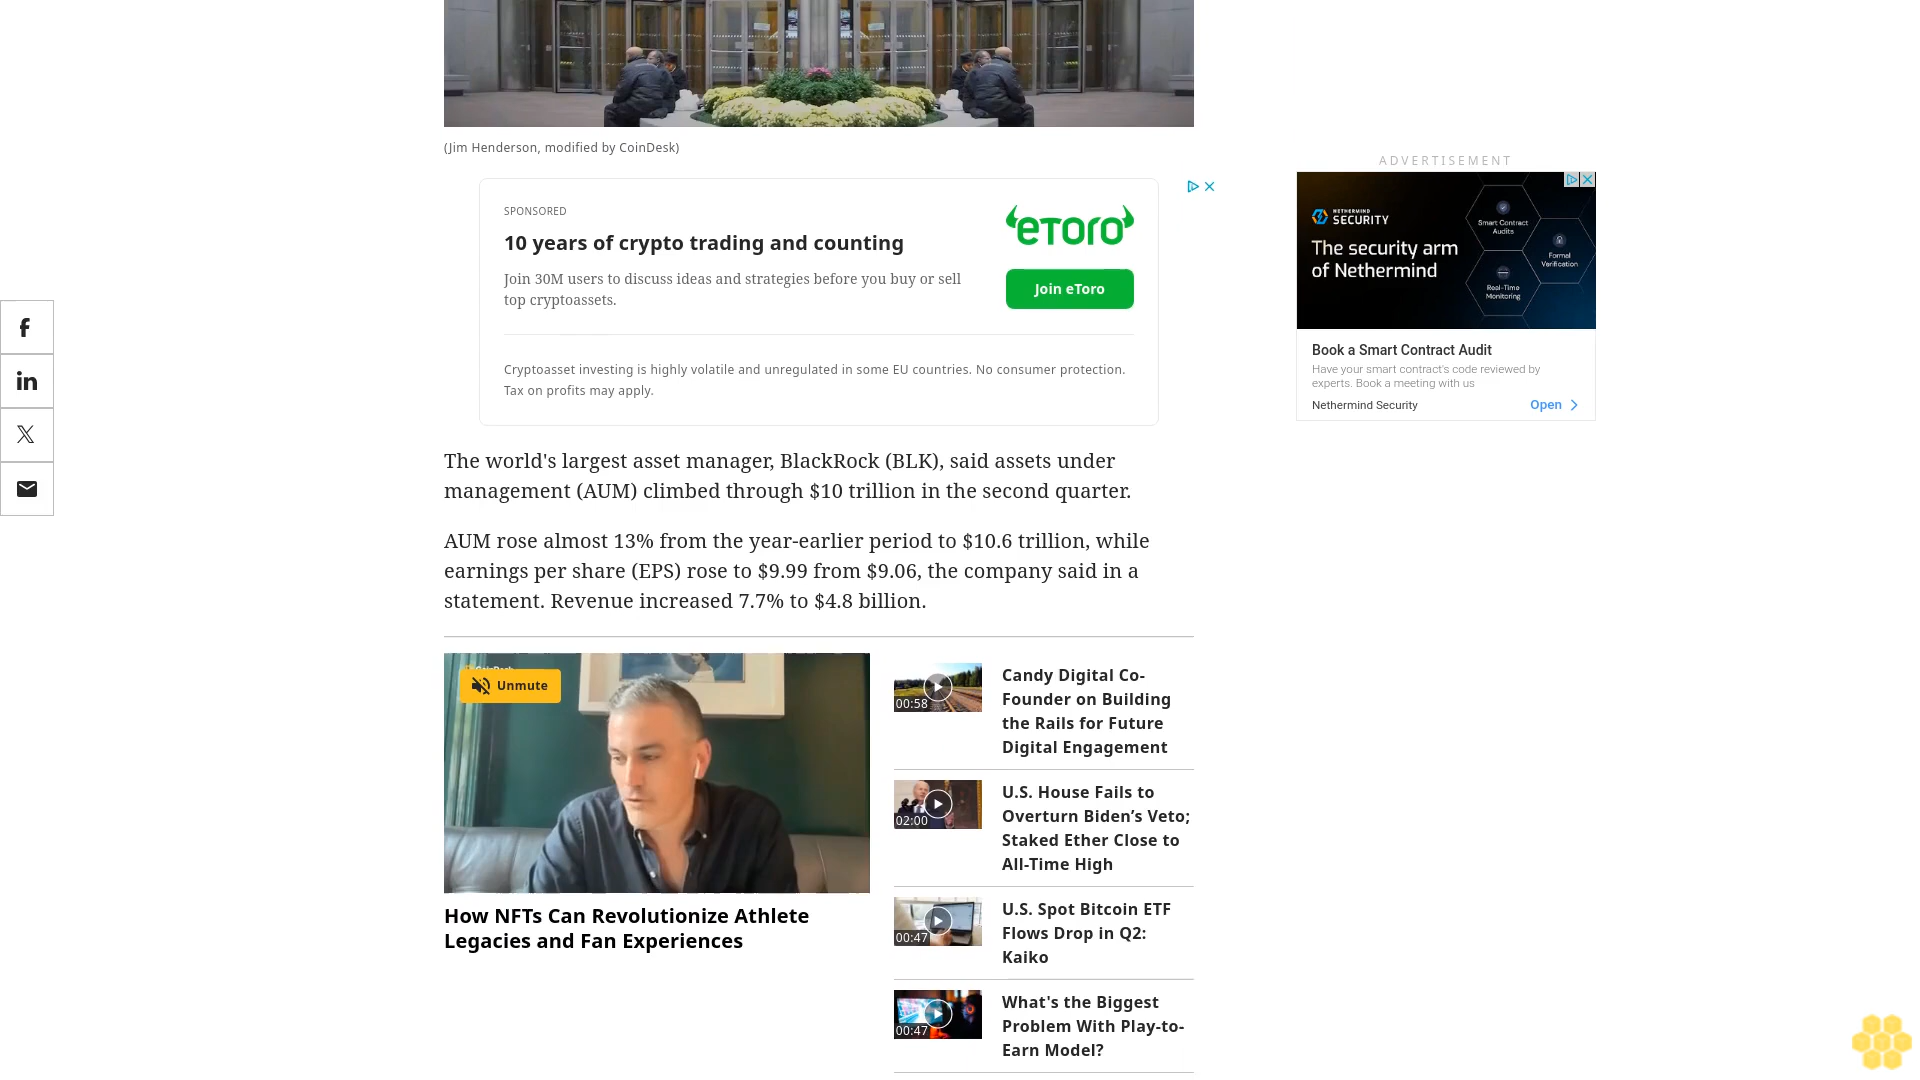 (Jim Henderson, modified by CoinDesk)
SPONSORED
10 years of crypto trading and counting
Join 30M users to discuss ideas and strategies before you buy or sell
top cryptoassets.
eToro
Join eToro
Cryptoasset investing is highly volatile and unregulated in some EU countries. No consumer protection.
Tax on profits may apply.
ADVERTISEMENT
NETHERMIND
SECURITY
The security arm
of Nethermind
Smart Contract
Audits
Formal
Verification
Real-Time
Monitoring
Book a Smart Contract Audit
Have your smart contract's code reviewed by
experts. Book a meeting with us
Nethermind Security
Open
The world's largest asset manager, BlackRock (BLK), said assets under
management (AUM) climbed through $10 trillion in the second quarter.
AUM rose almost 13% from the year-earlier period to $10.6 trillion, while
earnings per share (EPS) rose to $9.99 from $9.06, the company said in a
statement. Revenue increased 7.7% to $4.8 billion.
Unmute
How NFTs Can Revolutionize Athlete
Legacies and Fan Experiences
00:58
Candy Digital Co-
Founder on Building
the Rails for Future
Digital Engagement
02:00
U.S. House Fails to
Overturn Biden’s Veto;
Staked Ether Close to
All-Time High
00:47
U.S. Spot Bitcoin ETF
Flows Drop in Q2:
Kaiko
00:47
What's the Biggest
Problem With Play-to-
Earn Model?